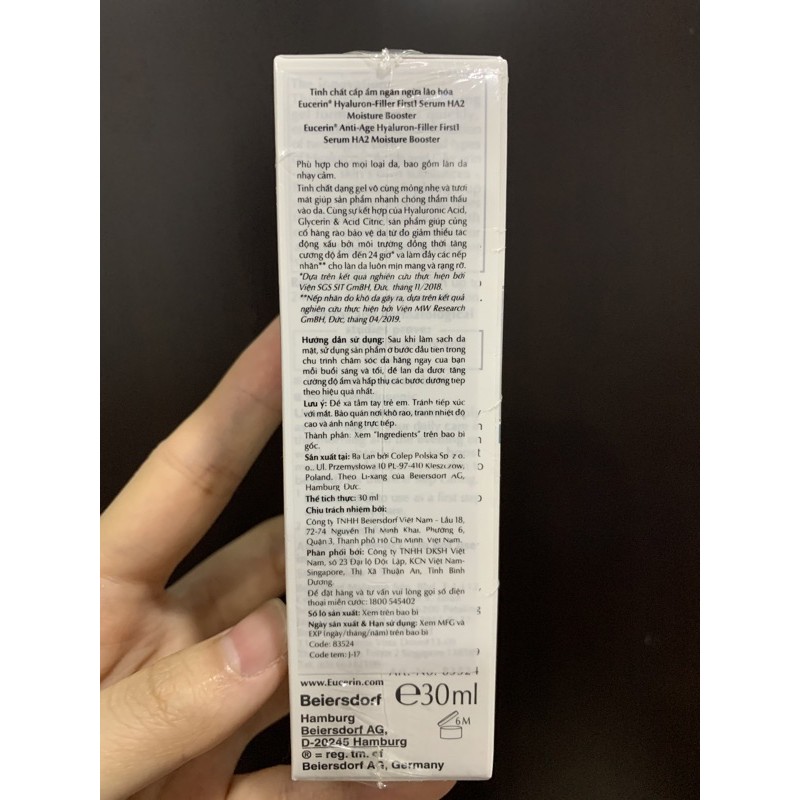 Tinh chất cấp ẩm ngăn ngừa lão hóa
Eucerin® Hyaluron-Filler First1 Serum HA2
Moisture Booster
Eucerin® Anti-Age Hyaluron-Filler First1
Serum HA2 Moisture Booster
Phù hợp cho mọi loại da, bao gồm làn da
nhạy cảm.
Tinh chất dạng gel vô cùng mỏng nhẹ và tươi
mát giúp sản phẩm nhanh chóng thẩm thấu
vào da. Cùng sự kết hợp của Hyaluronic Acid,
Glycerin & Acid Citric, sản phẩm giúp củng
cố hàng rào bảo vệ da từ đó giảm thiểu tác
động xấu bởi môi trường đồng thời tăng
cường độ ẩm đến 24 giờ* và làm đầy các nếp
nhăn** cho làn da luôn mịn màng và rạng rỡ.
*Dựa trên kết quả nghiên cứu thực hiện bởi
Viện SGS SIT GmBH, Đức, tháng 11/2018.
**Nếp nhăn do khô da gây ra, dựa trên kết quả
nghiên cứu thực hiện bởi Viện MW Research
GmBH, Đức, tháng 04/2019.
Hướng dẫn sử dụng: Sau khi làm sạch da
mặt, sử dụng sản phẩm ở bước đầu tiên trong
chu trình chăm sóc da hằng ngày của bạn
mỗi buổi sáng và tối, để làn da được tăng
cường độ ẩm và hấp thụ các bước dưỡng tiếp
theo hiệu quả nhất.
Lưu ý: Để xa tầm tay trẻ em. Tránh tiếp xúc
với mắt. Bảo quản nơi khô ráo, tránh nhiệt độ
cao và ánh nắng trực tiếp.
Thành phần: Xem "Ingredients" trên bao bì
gốc.
Sản xuất tại: Ba Lan bởi Colep Polska Sp. z o.
o., Ul. Przemysłowa 10 PL-97-410 Kleszczow,
Poland. Theo Li-xăng của Beiersdorf AG,
Hamburg Đức.
Thể tích thực: 30 ml
Chịu trách nhiệm bởi:
Công ty TNHH Beiersdorf Việt Nam - Lầu 18,
72-74 Nguyễn Thị Minh Khai, Phường 6,
Quận 3, Thành phố Hồ Chí Minh, Việt Nam.
Phân phối bởi: Công ty TNHH DKSH Việt
Nam, số 23 Đại lộ Độc Lập, KCN Việt Nam-
Singapore, Thị Xã Thuận An, Tỉnh Bình
Dương.
Để đặt hàng và tư vấn vui lòng gọi số điện
thoại miễn cước: 1800 545402
Số lô sản xuất: Xem trên bao bì
Ngày sản xuất & Hạn sử dụng: Xem MFG và
EXP (ngày/tháng/năm) trên bao bì
Code: 83524
Code tem: J-17
www.Eucerin.com
Beiersdorf ℮30ml
Hamburg
6M
Beiersdorf AG,
D-20245 Hamburg
® = reg. tm. of
Beiersdorf AG, Germany